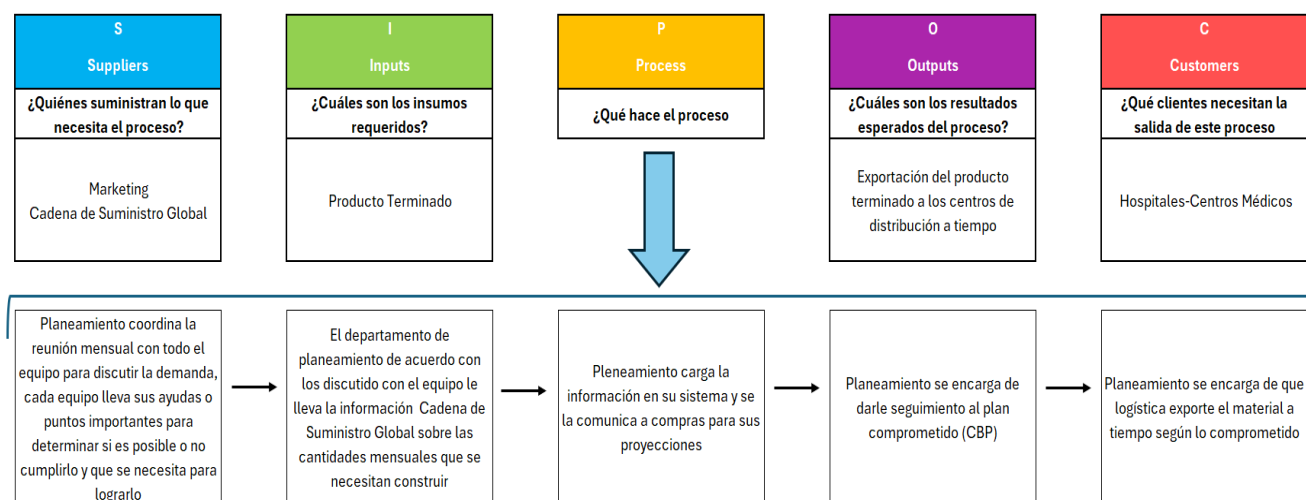 S
Suppliers
¿Quiénes suministran lo que
necesita el proceso?
Marketing
Cadena de Suministro Global
I
Inputs
¿Cuáles son los insumos
requeridos?
Producto Terminado
P
Process
¿Qué hace el proceso
O
Outputs
¿Cuáles son los resultados
esperados del proceso?
Exportación del producto
terminado a los centros de
distribución a tiempo
C
Customers
¿Qué clientes necesitan la
salida de este proceso
Hospitales-Centros Médicos
Planeamiento coordina la
reunión mensual con todo el
equipo para discutir la demanda,
cada equipo lleva sus ayudas o
puntos importantes para
determinar si es posible o no
cumplirlo y que se necesita para
lograrlo
El departamento de
planeamiento de acuerdo con
los discutido con el equipo le
lleva la información Cadena de
Suministro Global sobre las
cantidades mensuales que se
necesitan construir
Pleneamiento carga la
información en su sistema y se
la comunica a compras para sus
proyecciones
Planeamiento se encarga de
darle seguimiento al plan
comprometido (CBP)
Planeamiento se encarga de que
logística exporte el material a
tiempo según lo comprometido